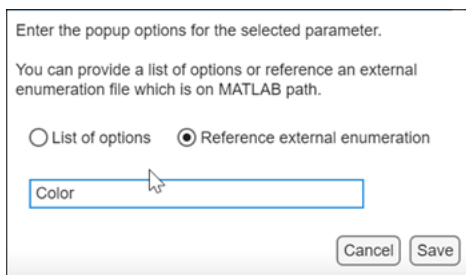 Enter the popup options for the selected parameter.
You can provide a list of options or reference an external
enumeration file which is on MATLAB path.
List of options Reference external enumeration
Color
Cancel Save